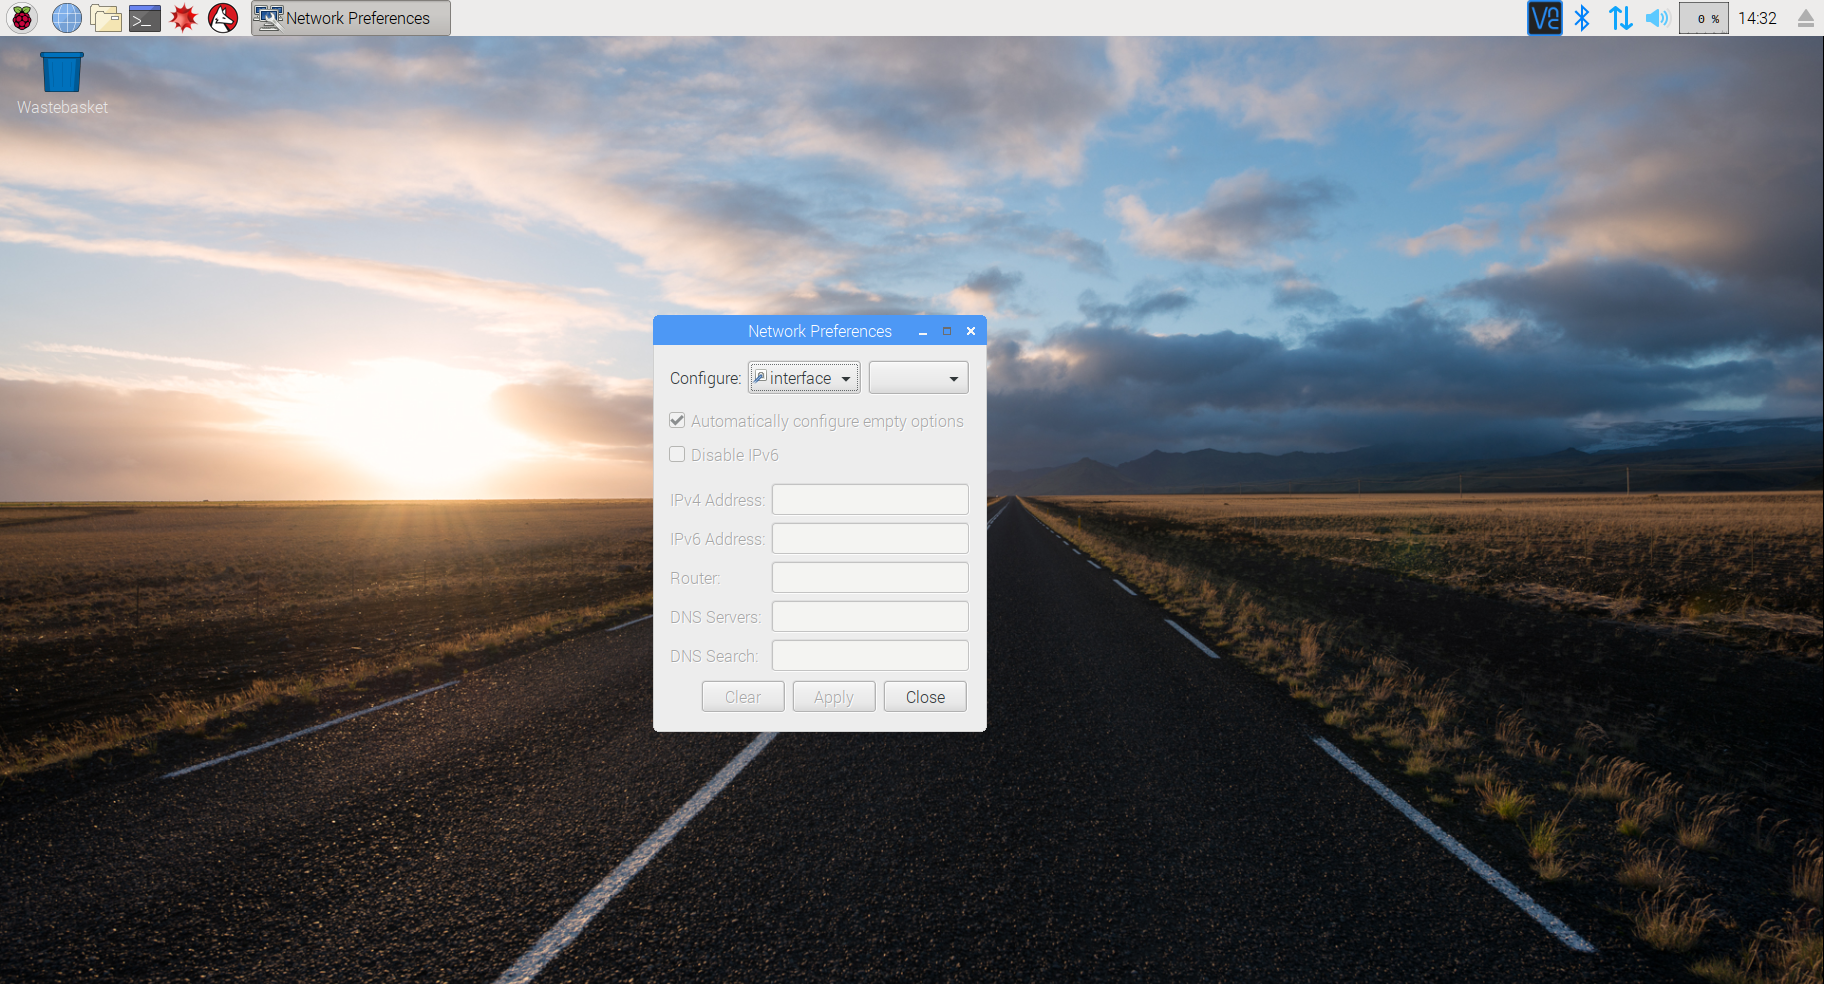 Network Preferences
0 %
14:32
Wastebasket
Network Preferences
Configure: interface
Automatically configure empty options
Disable IPv6
IPv4 Address:
IPv6 Address:
Router:
DNS Servers:
DNS Search:
Clear Apply Close